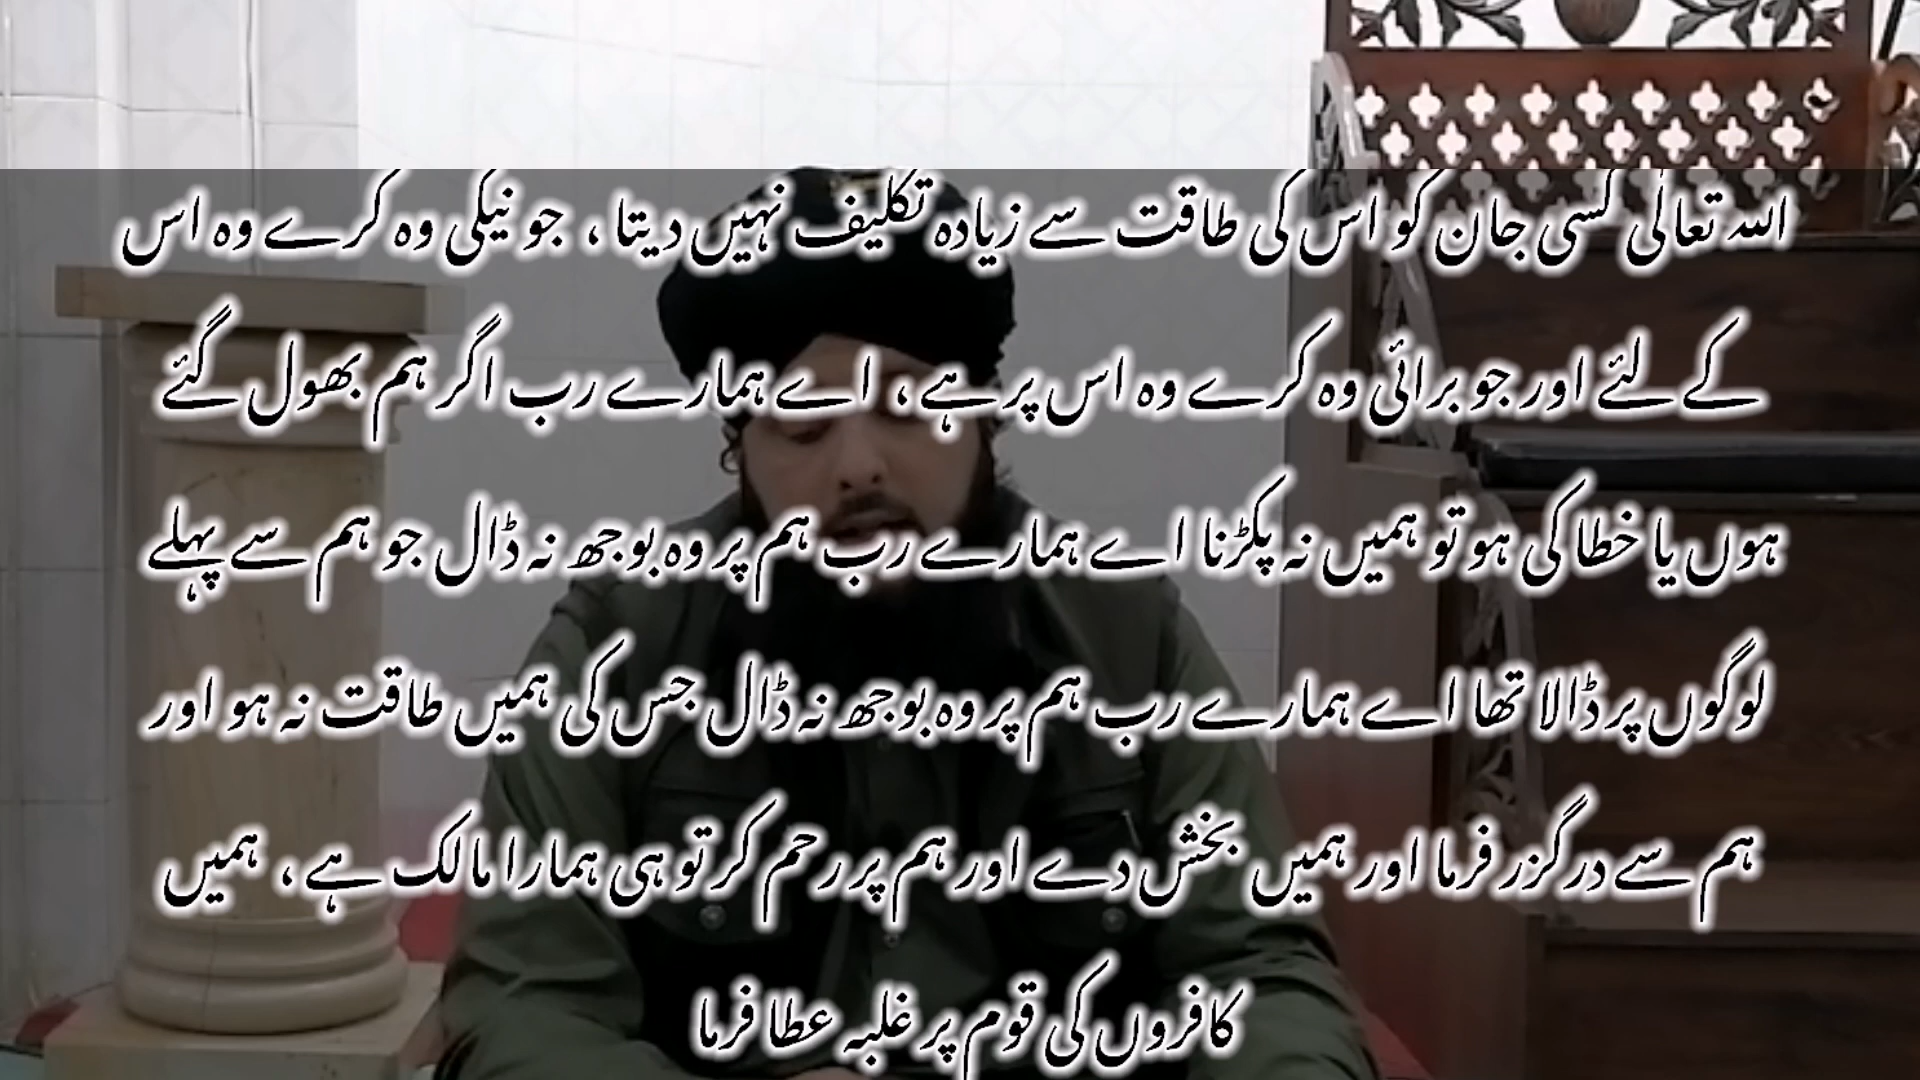 اللہ تعالٰی کسی جان کو اس کی طاقت سے زیادہ تکلیف نہیں دیتا ، جو نیکی وہ کرے وہ اس
کے لئے اور جو برائی وہ کرے وہ اس پر ہے ، اے ہمارے رب اگر ہم بھول گئے
ہوں یا خطا کی ہو تو ہمیں نہ پکڑنا اے ہمارے رب ہم پر وہ بوجھ نہ ڈال جو ہم سے پہلے
لوگوں پر ڈالا تھا اے ہمارے رب ہم پر وہ بوجھ نہ ڈال جس کی ہمیں طاقت نہ ہو اور
ہم سے درگزر فرما اور ہمیں بخش دے اور ہم پر رحم کر تو ہی ہمارا مالک ہے ، ہمیں
کافروں کی قوم پر غلبہ عطا فرما